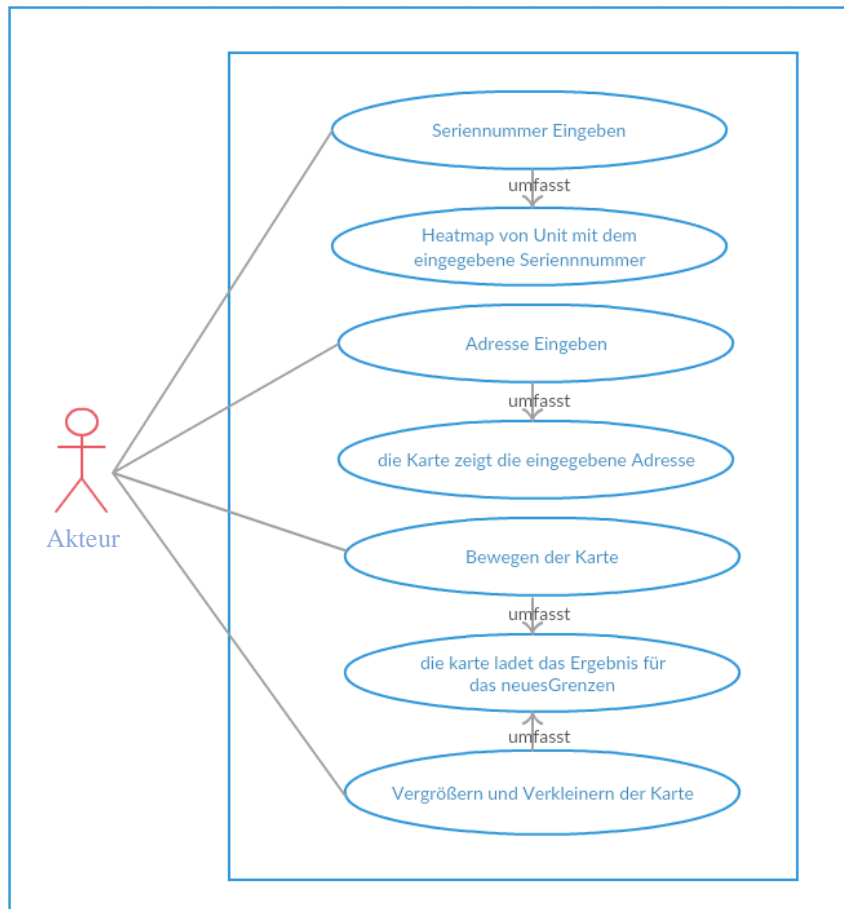 Seriennummer Eingeben
umfasst
Heatmap von Unit mit dem
eingegebene Seriennnummer
Adresse Eingeben
umfasst
die Karte zeigt die eingegebene Adresse
Akteur
Bewegen der Karte
umfasst
die karte ladet das Ergebnis für
das neuesGrenzen
umfasst
Vergrößern und Verkleinern der Karte